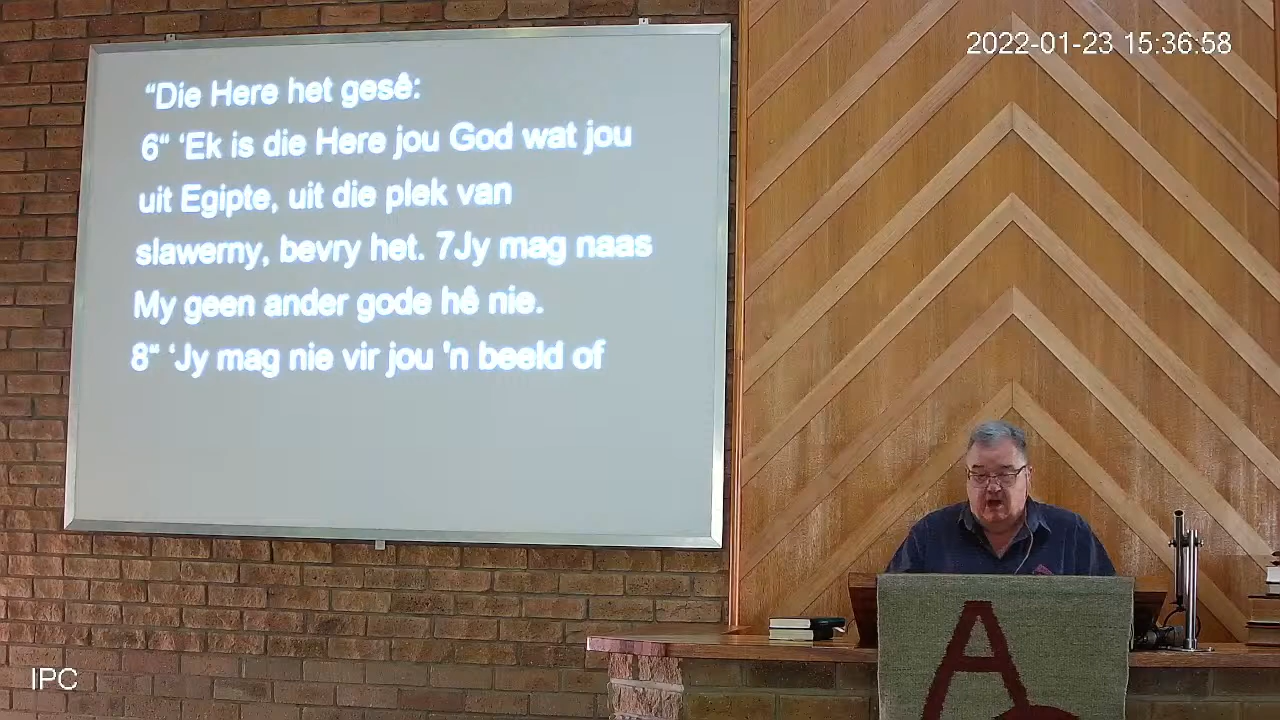 2022-01-23 15:36:58
“Die Here het gesê:
6“ ‘Ek is die Here jou God wat jou
uit Egipte, uit die plek van
slawerny, bevry het. 7Jy mag naas
My geen ander gode hê nie.
8“ ‘Jy mag nie vir jou 'n beeld of
IPC
A